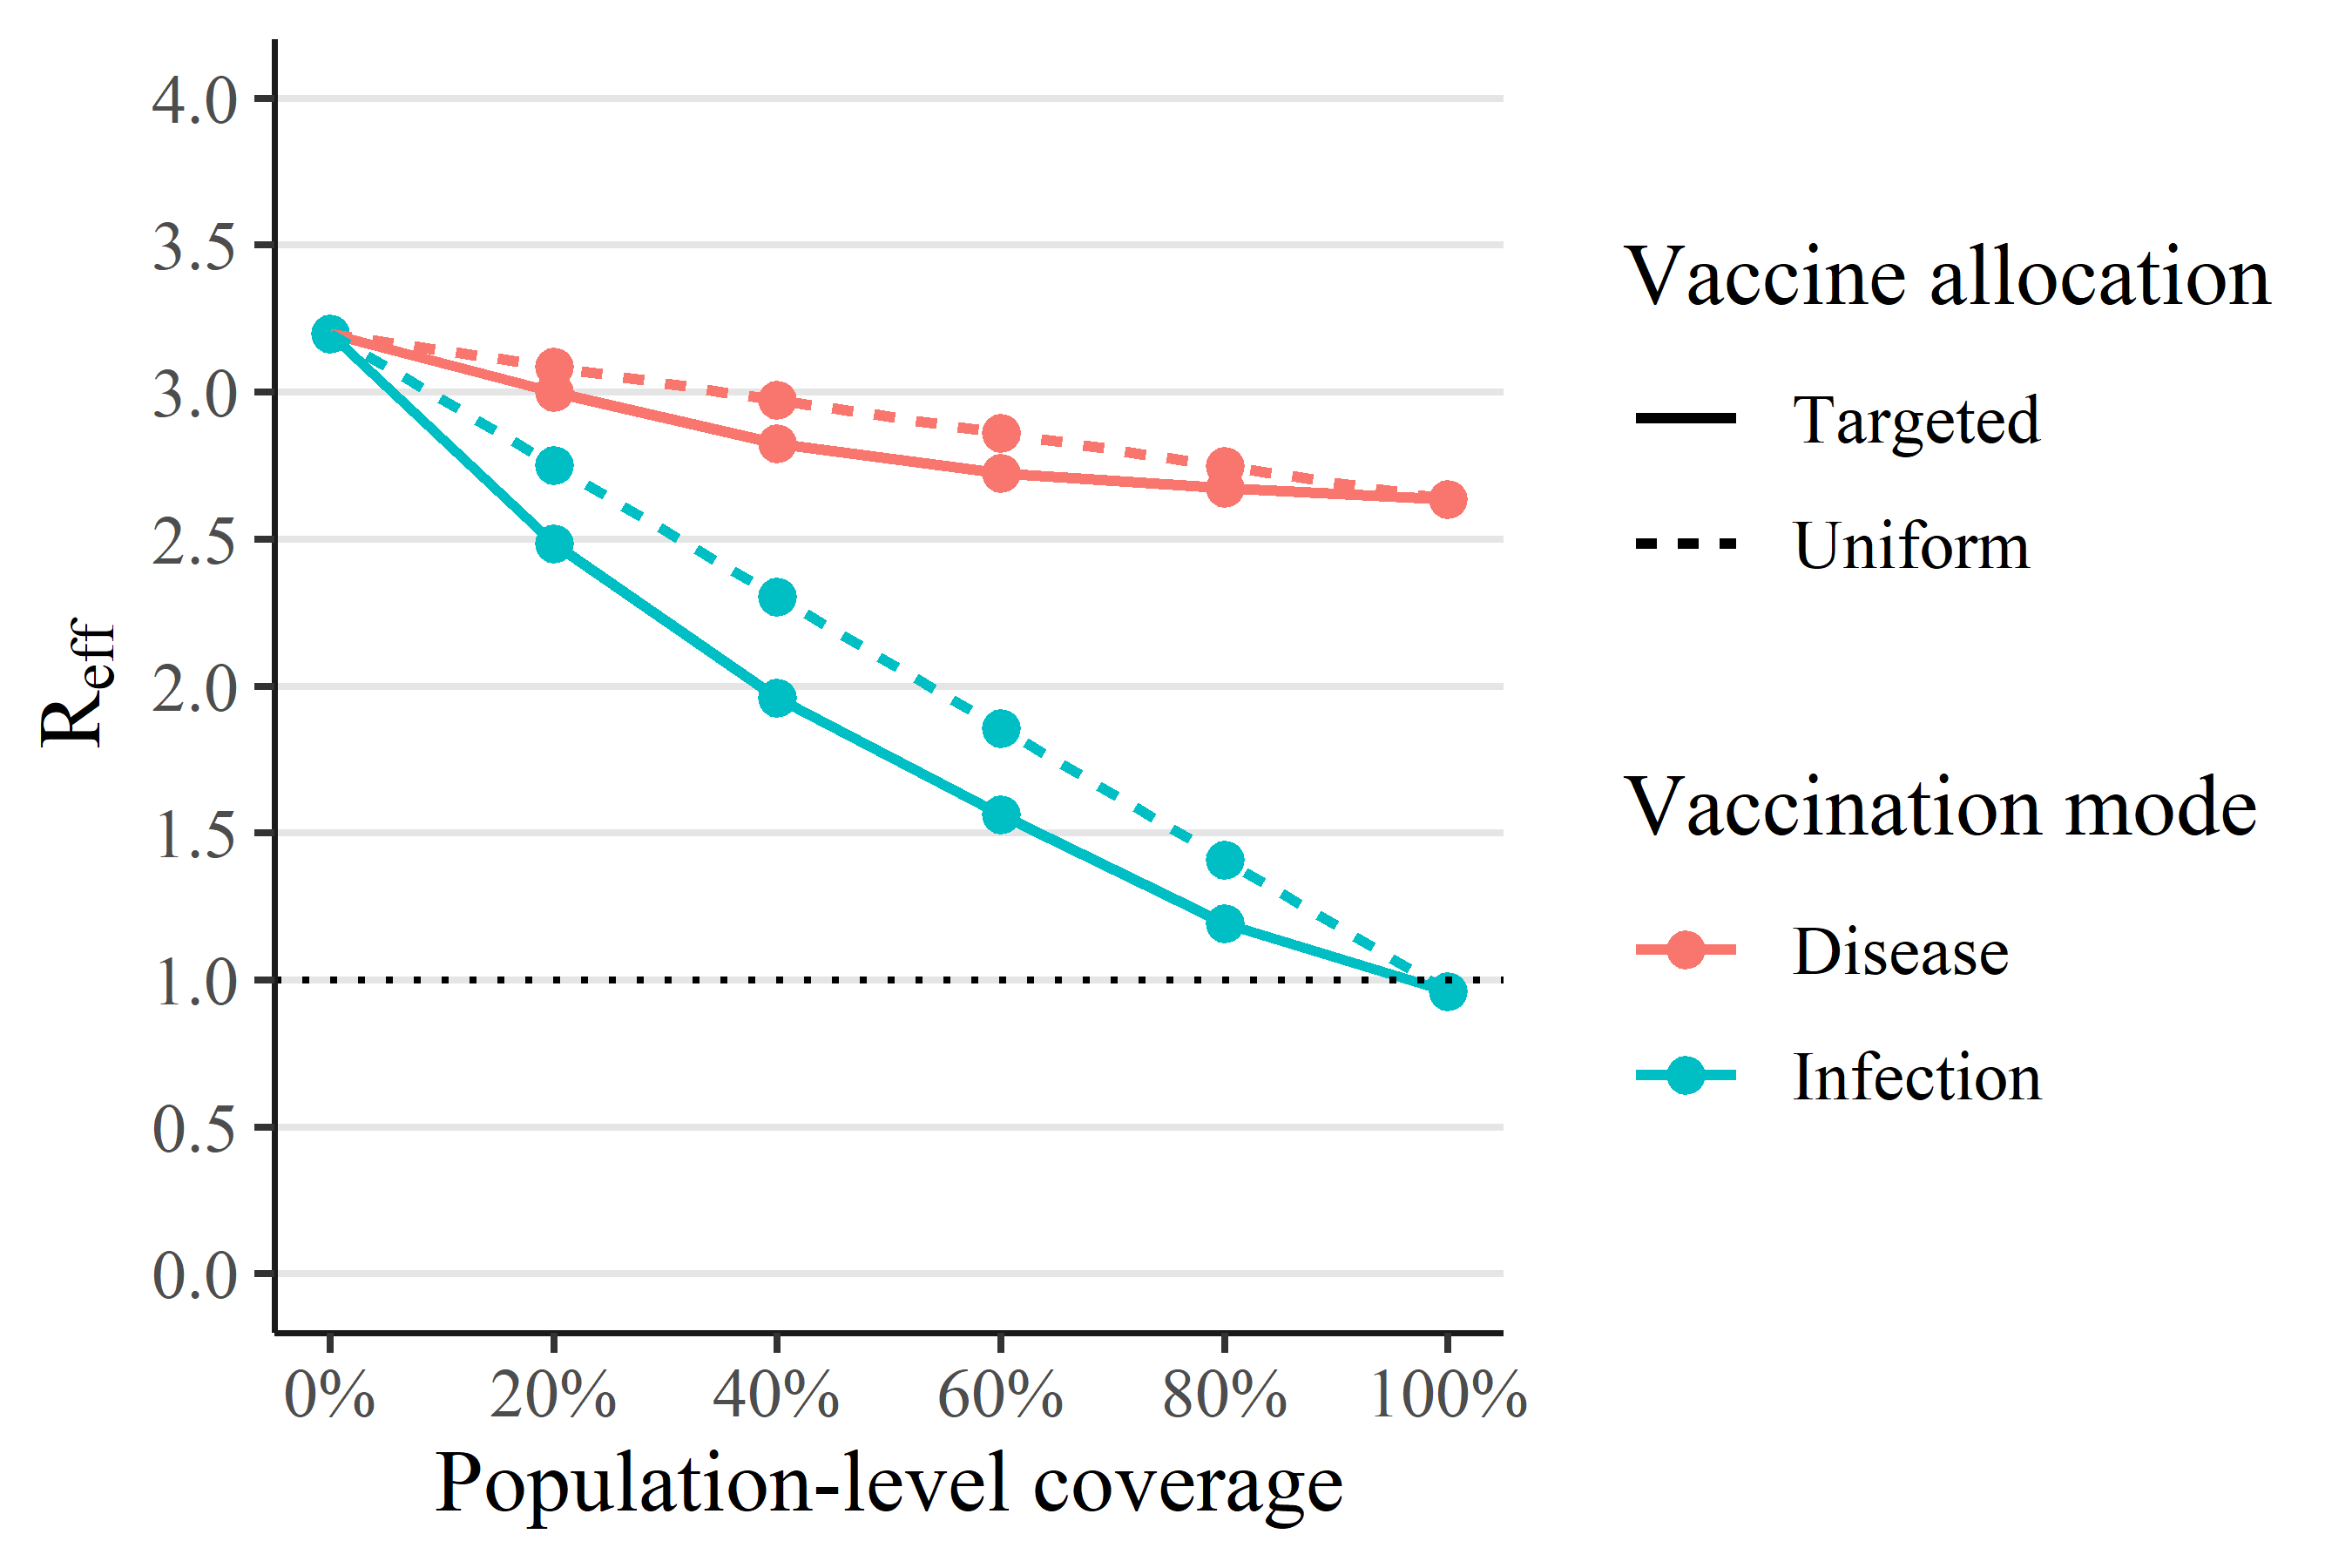 4.0
3.5
3.0
2.5
2.0
1.5
1.0
0.5
0.0
Reff
0% 20% 40% 60% 80% 100%
Population-level coverage
Vaccine allocation
Targeted
Uniform
Vaccination mode
Disease
Infection